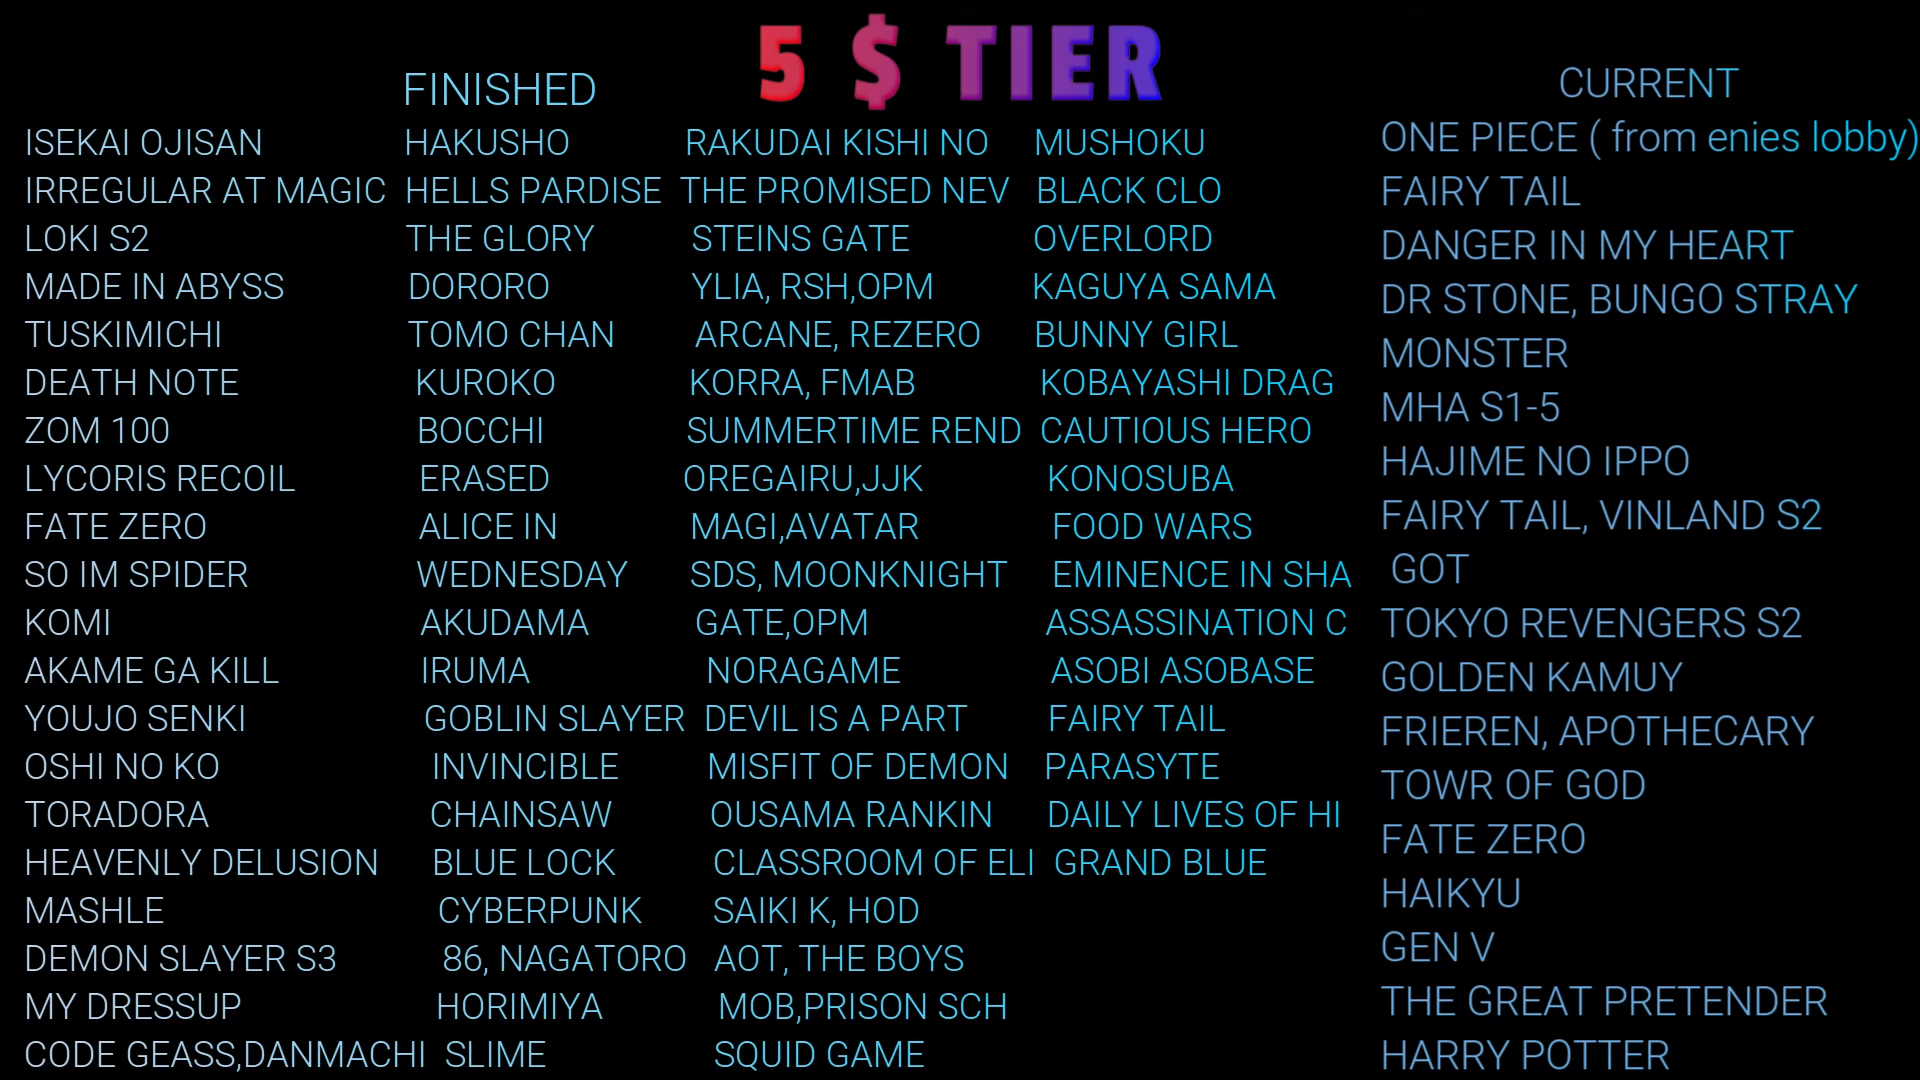 5 $ TIER
FINISHED
ISEKAI OJISAN
IRREGULAR AT MAGIC
LOKI S2
MADE IN ABYSS
TUSKIMICHI
DEATH NOTE
ZOM 100
LYCORIS RECOIL
FATE ZERO
SO IM SPIDER
KOMI
AKAME GA KILL
YOUJO SENKI
OSHI NO KO
TORADORA
HEAVENLY DELUSION
MASHLE
DEMON SLAYER S3
MY DRESSUP
CODE GEASS,DANMACHI
HAKUSHO
HELLS PARDISE
THE GLORY
DORORO
TOMO CHAN
KUROKO
BOCCHI
ERASED
ALICE IN
WEDNESDAY
AKUDAMA
IRUMA
GOBLIN SLAYER
INVINCIBLE
CHAINSAW
BLUE LOCK
CYBERPUNK
86, NAGATORO
HORIMIYA
SLIME
RAKUDAI KISHI NO
THE PROMISED NEV
STEINS GATE
YLIA, RSH,OPM
ARCANE, REZERO
KORRA, FMAB
SUMMERTIME REND
OREGAIRU,JJK
MAGI,AVATAR
SDS, MOONKNIGHT
GATE,OPM
NORAGAME
DEVIL IS A PART
MISFIT OF DEMON
OUSAMA RANKIN
CLASSROOM OF ELI
SAIKI K, HOD
AOT, THE BOYS
MOB,PRISON SCH
SQUID GAME
MUSHOKU
BLACK CLO
OVERLORD
KAGUYA SAMA
BUNNY GIRL
KOBAYASHI DRAG
CAUTIOUS HERO
KONOSUBA
FOOD WARS
EMINENCE IN SHA
ASSASSINATION C
ASOBI ASOBASE
FAIRY TAIL
PARASYTE
DAILY LIVES OF HI
GRAND BLUE
CURRENT
ONE PIECE ( from enies lobby)
FAIRY TAIL
DANGER IN MY HEART
DR STONE, BUNGO STRAY
MONSTER
MHA S1-5
HAJIME NO IPPO
FAIRY TAIL, VINLAND S2
GOT
TOKYO REVENGERS S2
GOLDEN KAMUY
FRIEREN, APOTHECARY
TOWR OF GOD
FATE ZERO
HAIKYU
GEN V
THE GREAT PRETENDER
HARRY POTTER